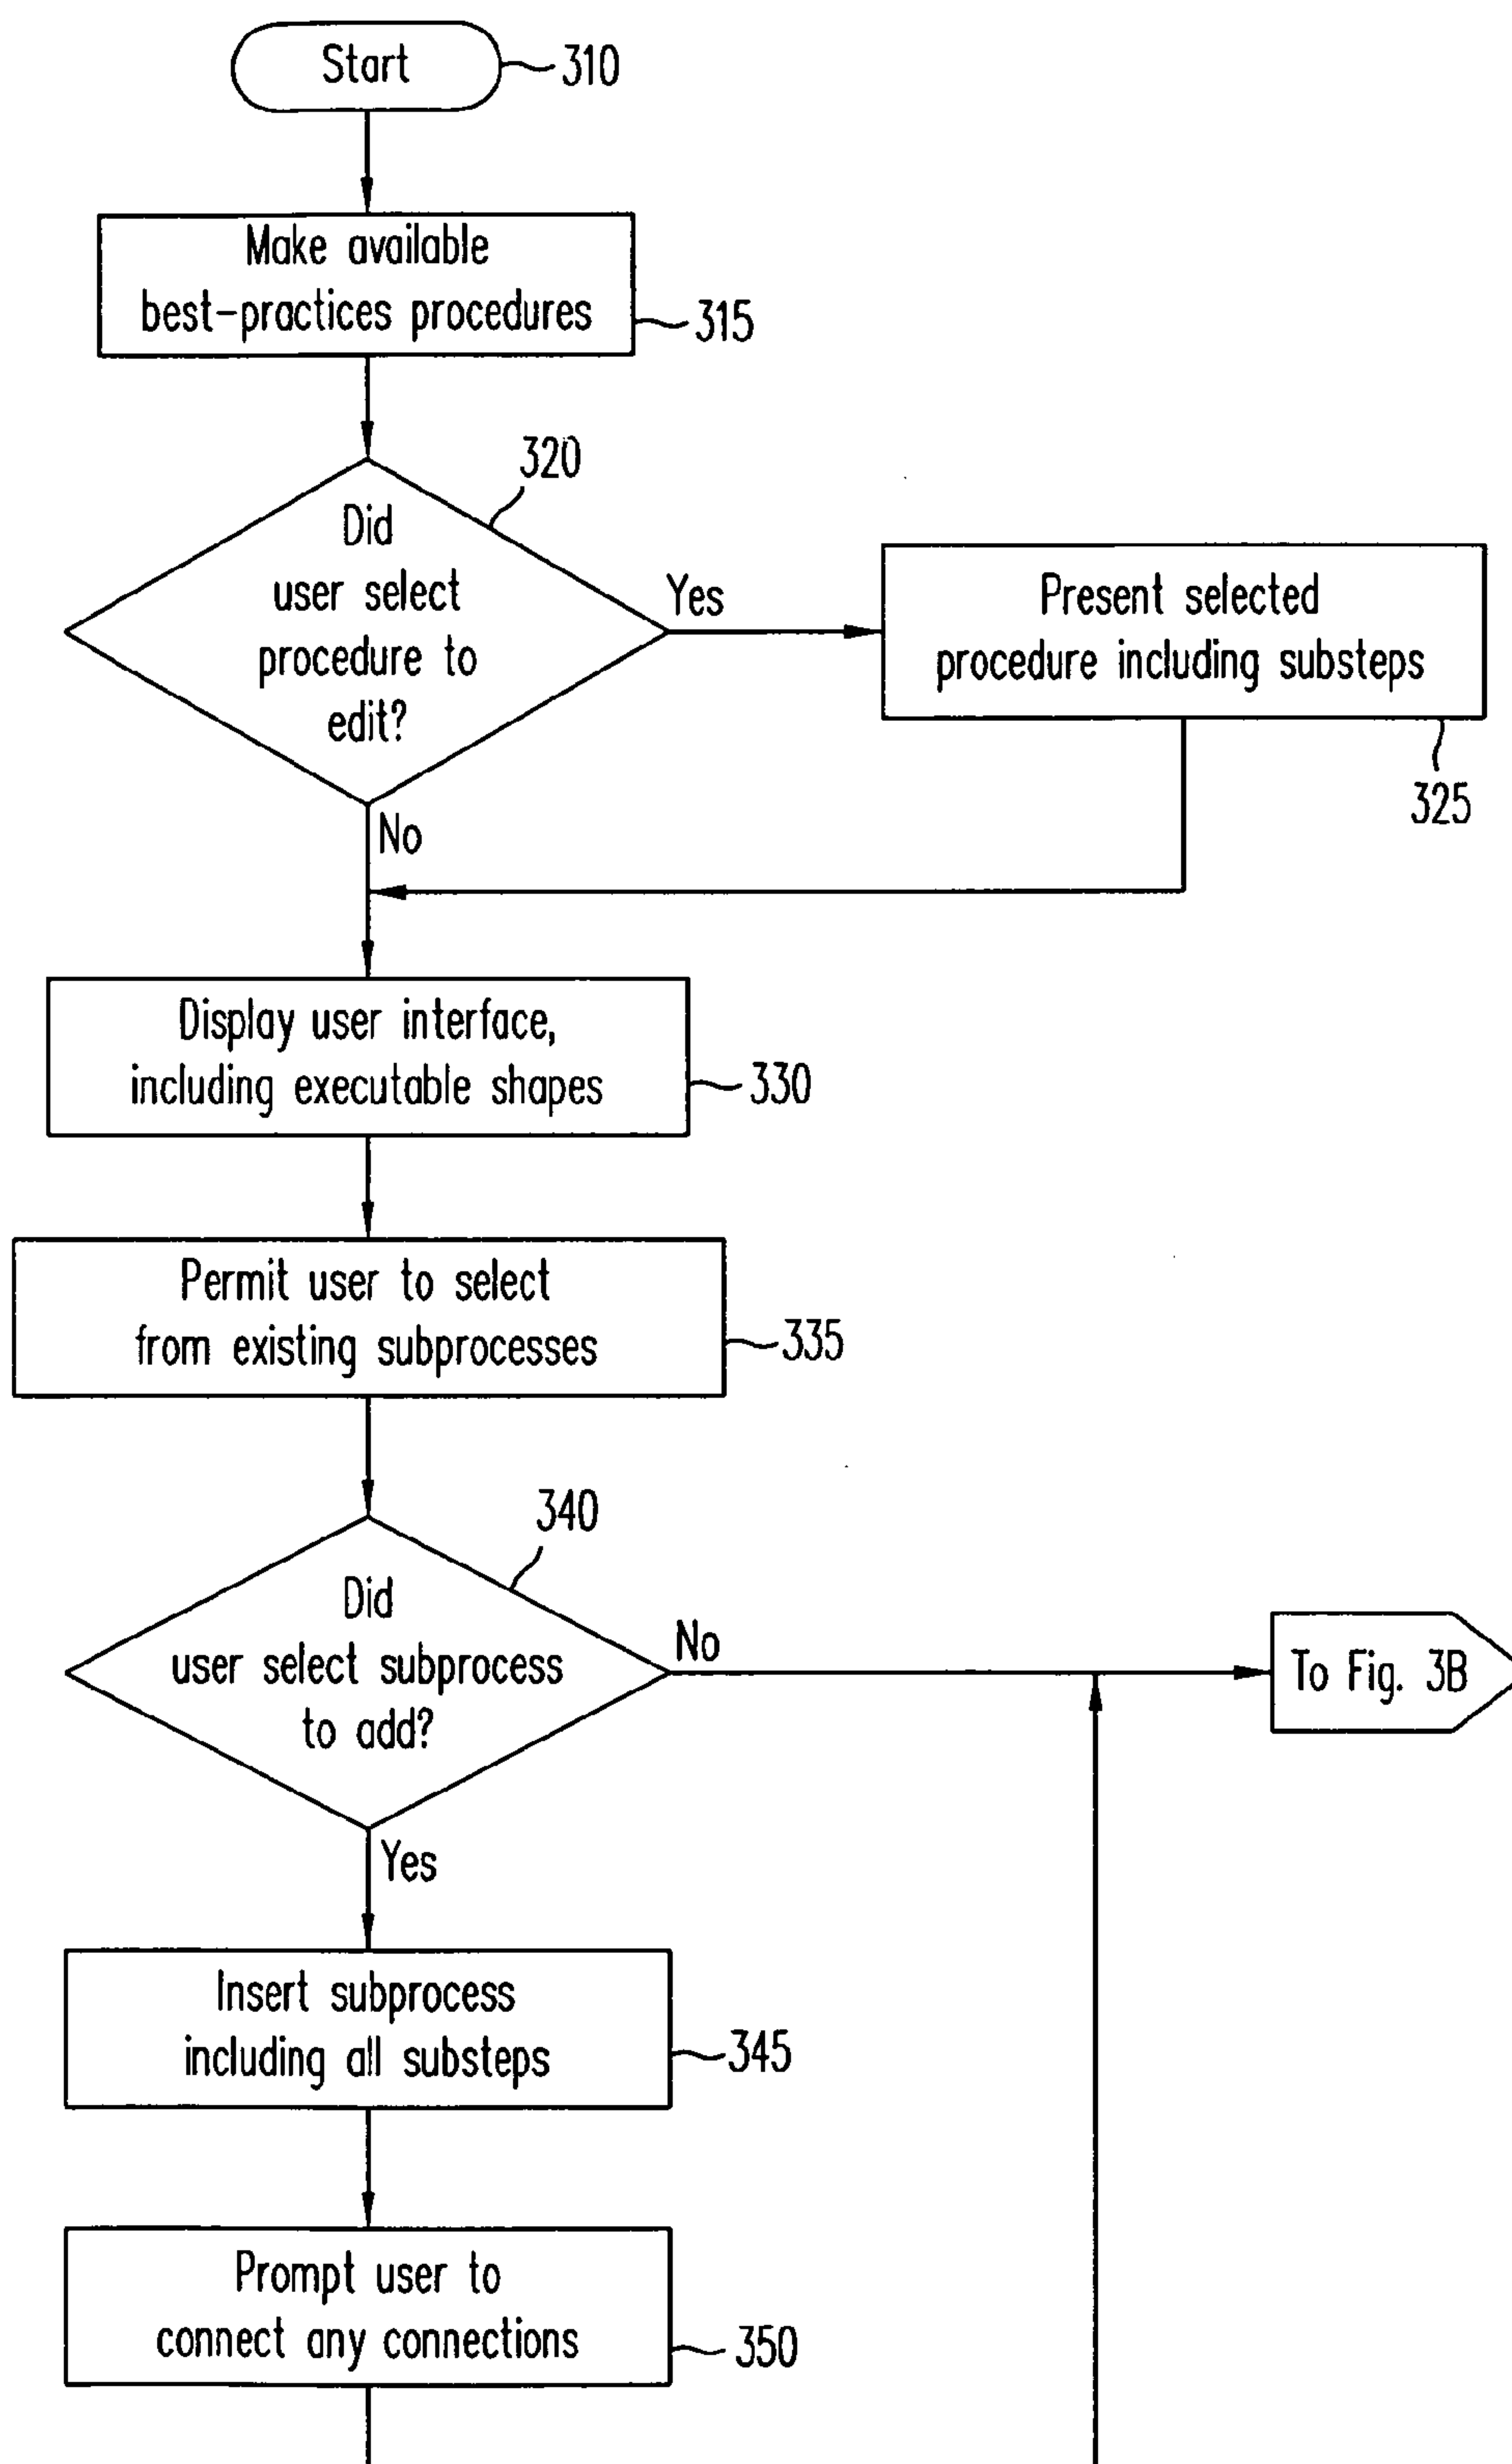 Start
310
Make available
best-practices procedures
315
320
Did
user select
procedure to
edit?
Yes
Present selected
procedure including substeps
325
No
Display user interface,
including executable shapes
330
Permit user to select
from existing subprocesses
335
340
Did
user select subprocess
to add?
No
To Fig. 3B
Yes
Insert subprocess
including all substeps
345
Prompt user to
connect any connections
350